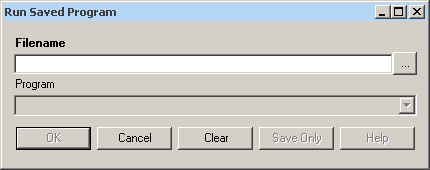 Run Saved Program
Filename
...
Program
OK Cancel Clear Save Only Help